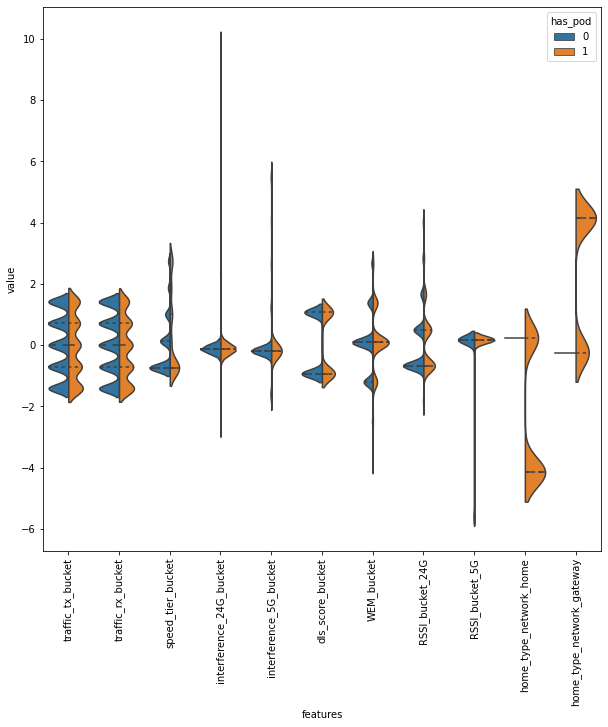 has_pod
0
1
10
8
6
4
2
0
−2
−4
−6
value
traffic_tx_bucket
traffic_rx_bucket
speed_tier_bucket
interference_24G_bucket
interference_5G_bucket
dls_score_bucket
WEM_bucket
RSSI_bucket_24G
RSSI_bucket_5G
home_type_network_home
home_type_network_gateway
features